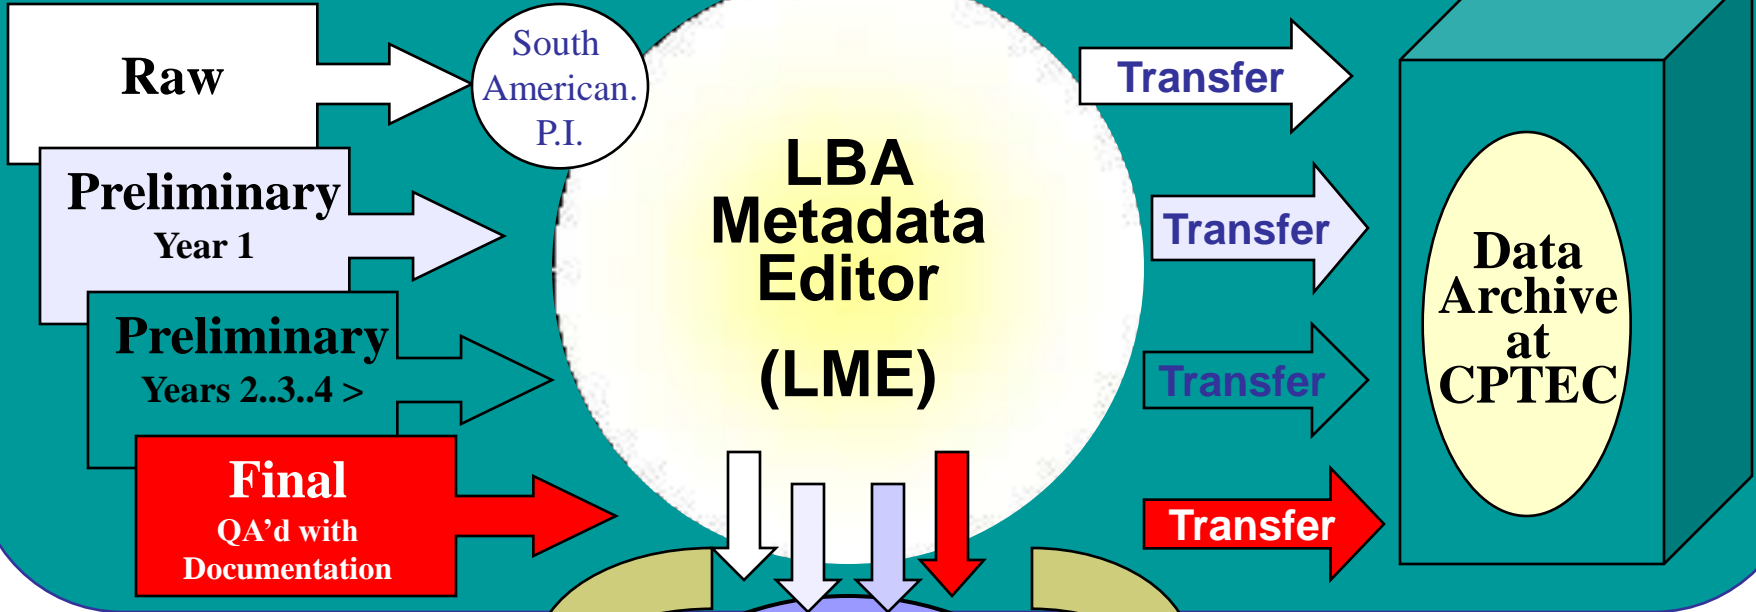 Raw
South
American.
P.I.
Preliminary
Year 1
Preliminary
Years 2..3..4 >
Final
QA’d with
Documentation
LBA
Metadata
Editor
(LME)
Transfer
Transfer
Transfer
Transfer
Data
Archive
at
CPTEC